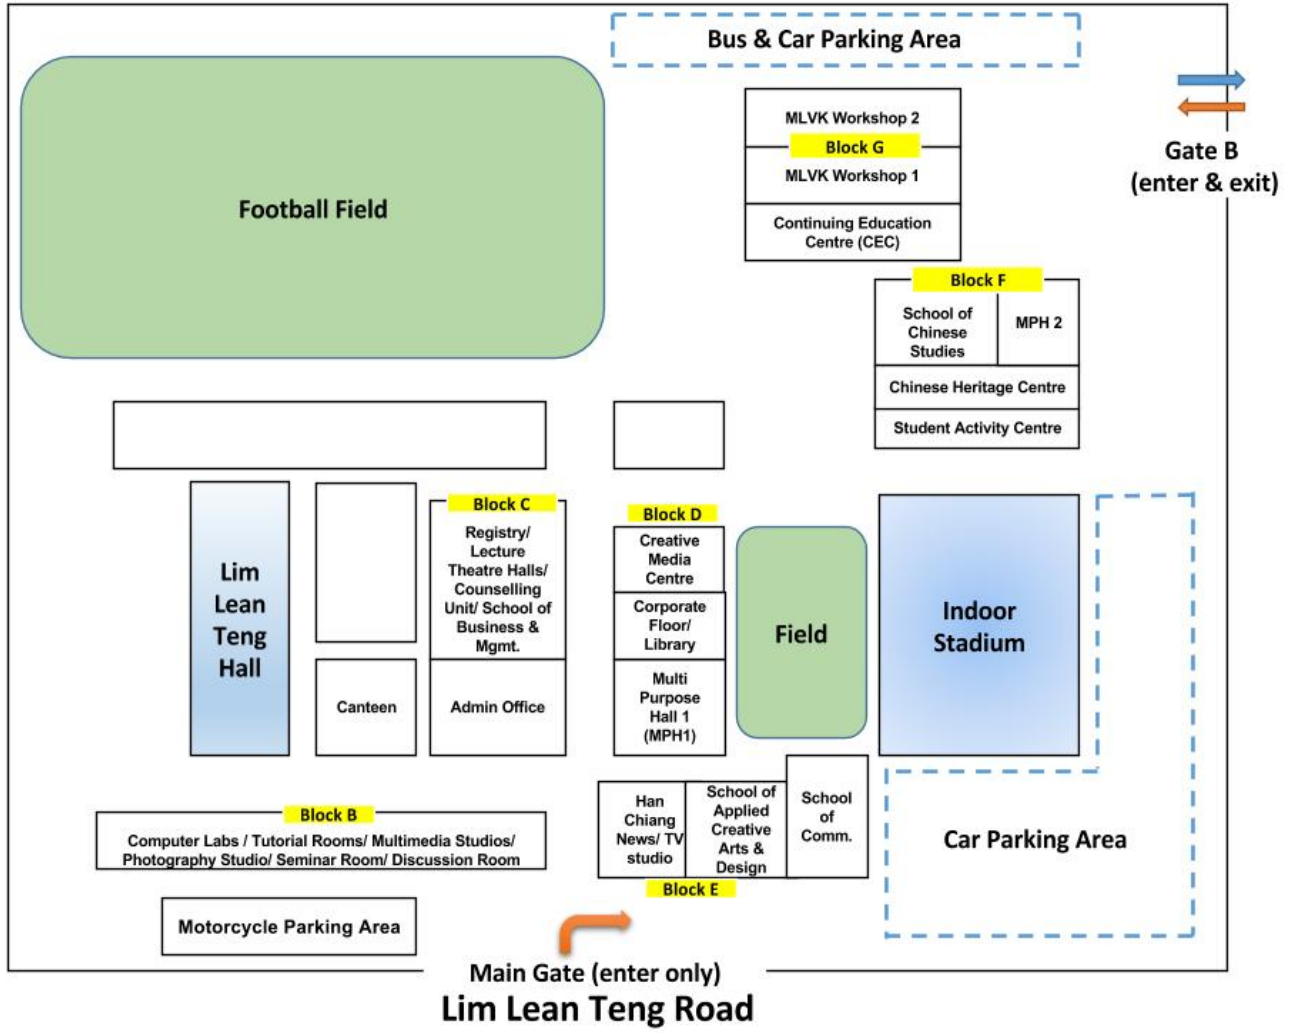 Bus & Car Parking Area
MLVK Workshop 2
Block G
MLVK Workshop 1
Continuing Education
Centre (CEC)
Gate B
(enter & exit)
Football Field
Block F
School of
Chinese
Studies
MPH 2
Chinese Heritage Centre
Student Activity Centre
Lim
Lean
Teng
Hall
Canteen
Block C
Registry/
Lecture
Theatre Halls/
Counselling
Unit/ School of
Business &
Mgmt.
Admin Office
Block D
Creative
Media
Centre
Corporate
Floor/
Library
Multi
Purpose
Hall 1
(MPH1)
Field
Indoor
Stadium
Block B
Computer Labs / Tutorial Rooms/ Multimedia Studios/
Photography Studio/ Seminar Room/ Discussion Room
Han
Chiang
News/ TV
studio
School of
Applied
Creative
Arts &
Design
School
of
Comm.
Block E
Car Parking Area
Motorcycle Parking Area
Main Gate (enter only)
Lim Lean Teng Road